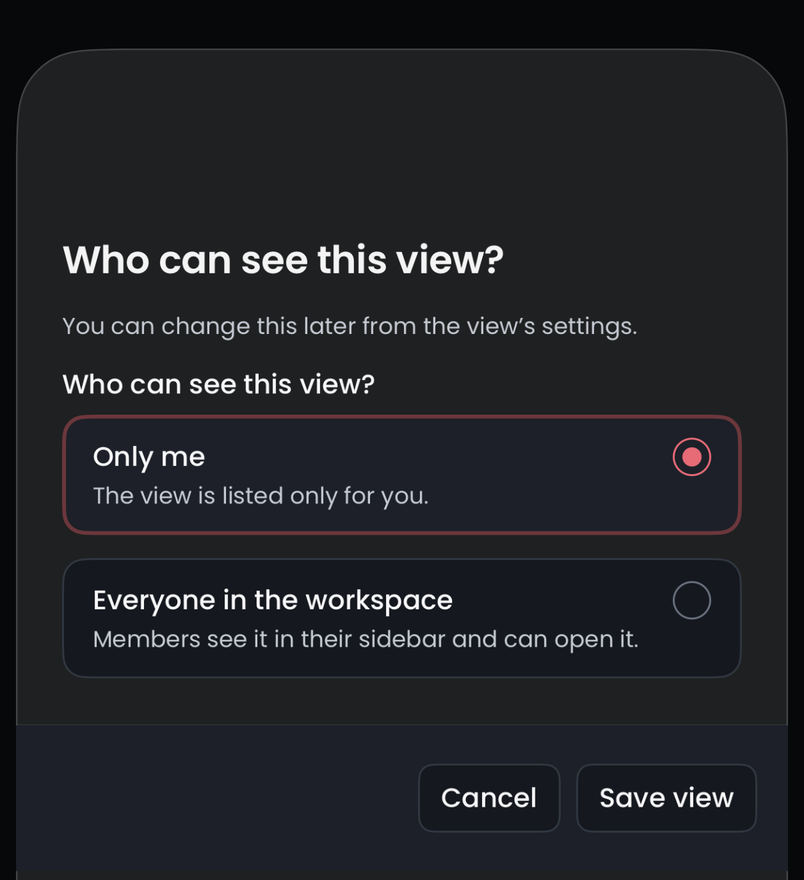 Who can see this view?
You can change this later from the view’s settings.
Who can see this view?
Only me
The view is listed only for you.
Everyone in the workspace
Members see it in their sidebar and can open it.
Cancel
Save view